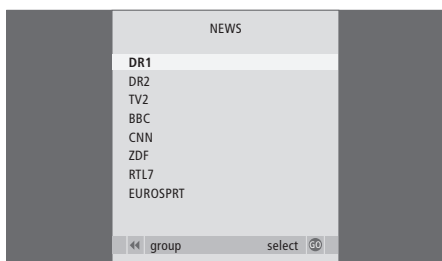 NEWS
DR1
DR2
TV2
BBC
CNN
ZDF
RTL7
EUROSPRT
group select GO